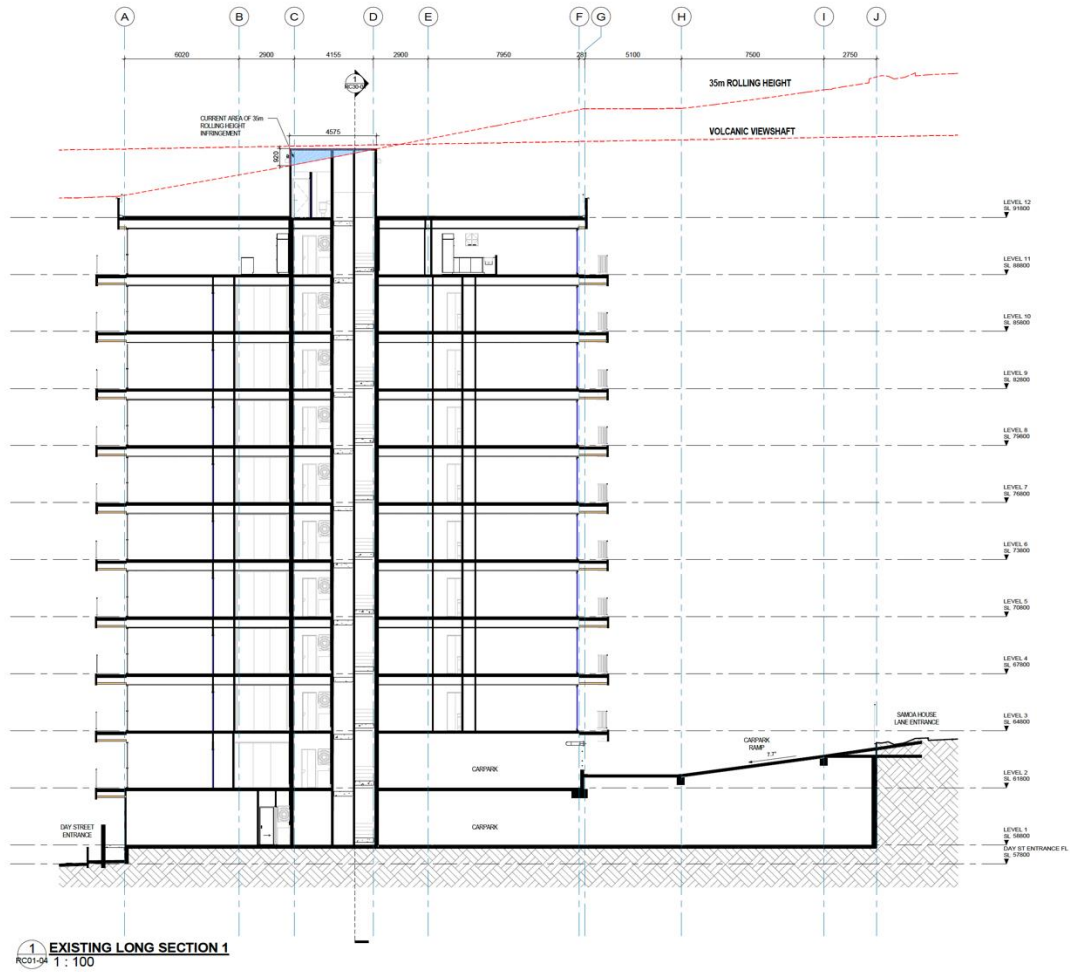 A B C D E F G H I J
6020 2900 4155 2900 7950 281 5100 7500 2750
1
35m ROLLING HEIGHT
CURRENT AREA OF 35m
ROLLING HEIGHT
INFRINGEMENT
4575
VOLCANIC VIEWSHAFT
920
LEVEL 12
SL 91800
LEVEL 11
SL 88800
LEVEL 10
SL 85800
LEVEL 9
SL 82800
LEVEL 8
SL 79800
LEVEL 7
SL 76800
LEVEL 6
SL 73800
LEVEL 5
SL 70800
LEVEL 4
SL 67800
LEVEL 3
SL 64800
SAMOA HOUSE
LANE ENTRANCE
CARPARK
RAMP
7.7°
CARPARK
LEVEL 2
SL 61800
DAY STREET
ENTRANCE
CARPARK
LEVEL 1
SL 58800
DAY ST ENTRANCE FL
SL 57800
1 EXISTING LONG SECTION 1
RC01-04 1 : 100